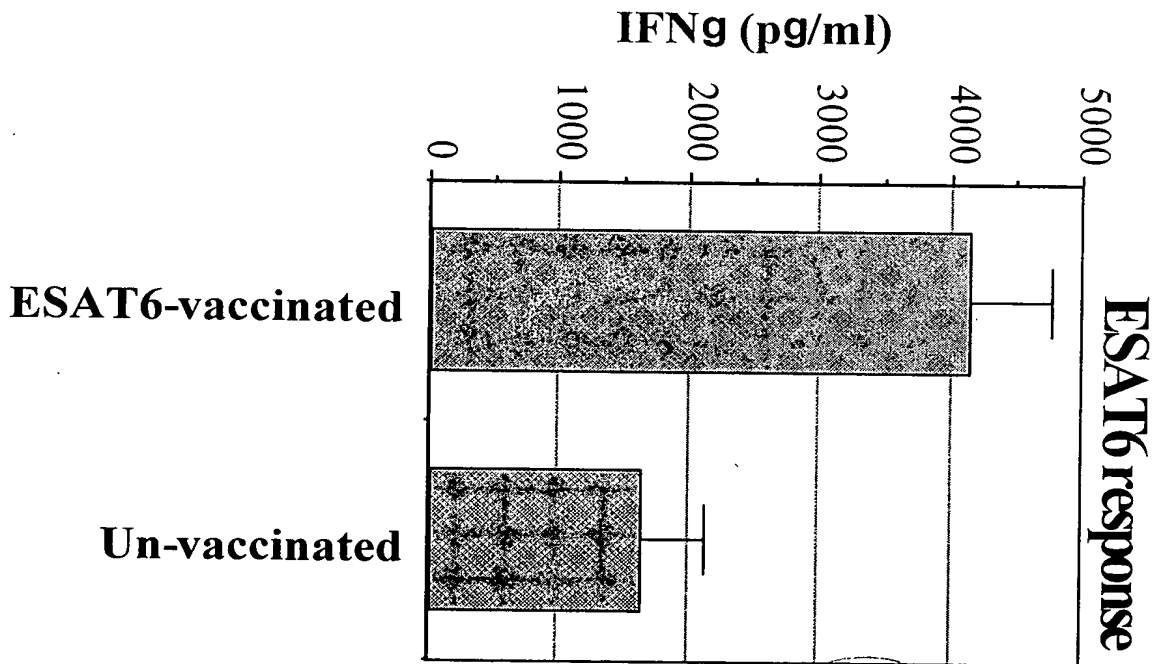 ESAT6 response
IFNg (pg/ml)
5000
4000
3000
2000
1000
0
ESAT6-vaccinated
Un-vaccinated